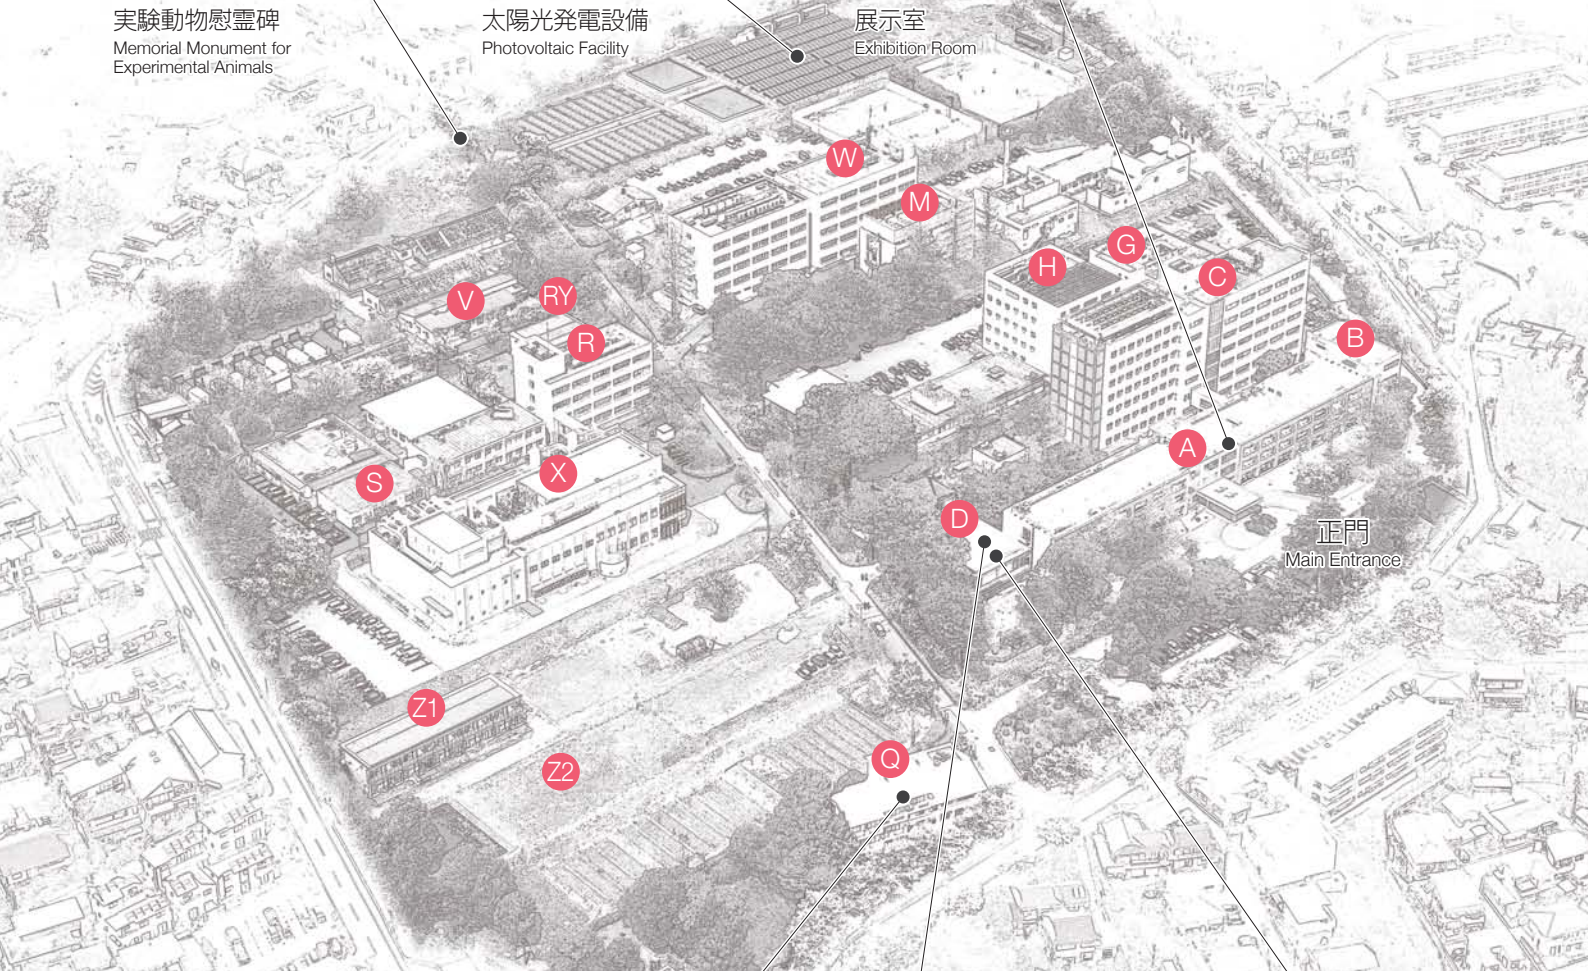 実験動物慰霊碑
Memorial Monument for
Experimental Animals
太陽光発電設備
Photovoltaic Facility
展示室
Exhibition Room
W
M
G
H
C
V
RY
R
B
A
S
X
D
正門
Main Entrance
Z1
Z2
Q